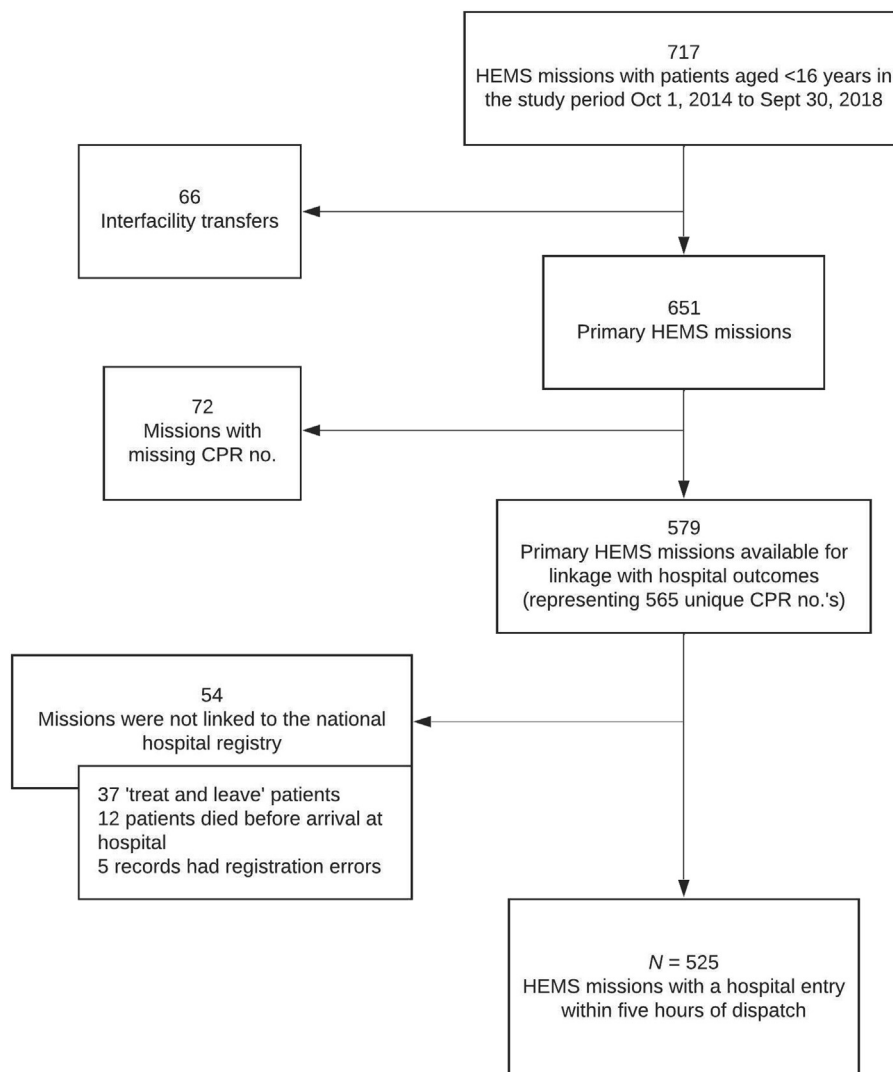 717
HEMS missions with patients aged <16 years in
the study period Oct 1, 2014 to Sept 30, 2018
66
Interfacility transfers
651
Primary HEMS missions
72
Missions with
missing CPR no.
579
Primary HEMS missions available for
linkage with hospital outcomes
(representing 565 unique CPR no.'s)
54
Missions were not linked to the national
hospital registry
37 'treat and leave' patients
12 patients died before arrival at
hospital
5 records had registration errors
N = 525
HEMS missions with a hospital entry
within five hours of dispatch